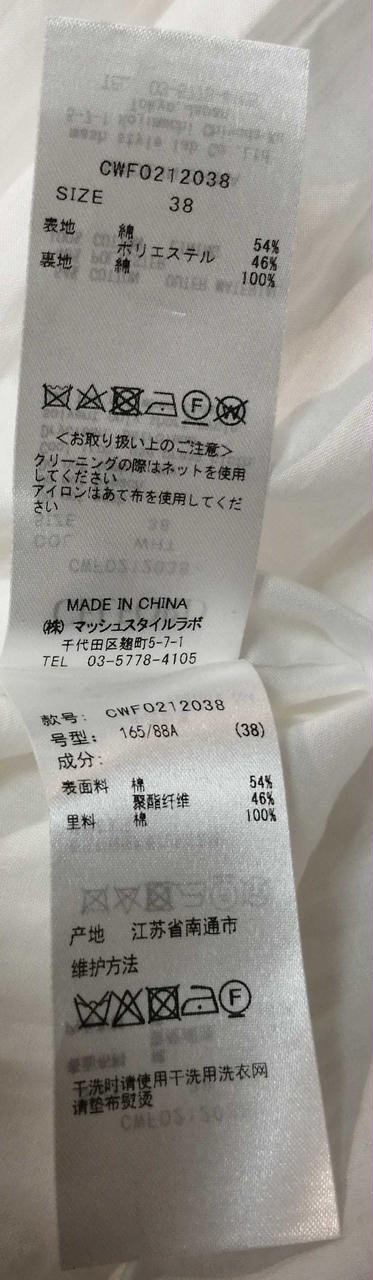 CWFO212038
SIZE 38
表地 綿 54%
ポリエステル 46%
裏地 綿 100%
<お取り扱い上のご注意>
クリーニングの際はネットを使用
してください
アイロンはあて布を使用してくだ
さい
MADE IN CHINA
(株) マッシュスタイルラボ
千代田区麹町5-7-1
TEL 03-5778-4105
款号: CWFO212038
号型: 165/88A (38)
成分:
表面料 棉 54%
聚酯纤维 46%
里料 棉 100%
产地 江苏省南通市
维护方法
干洗时请使用干洗用洗衣网
请垫布熨烫